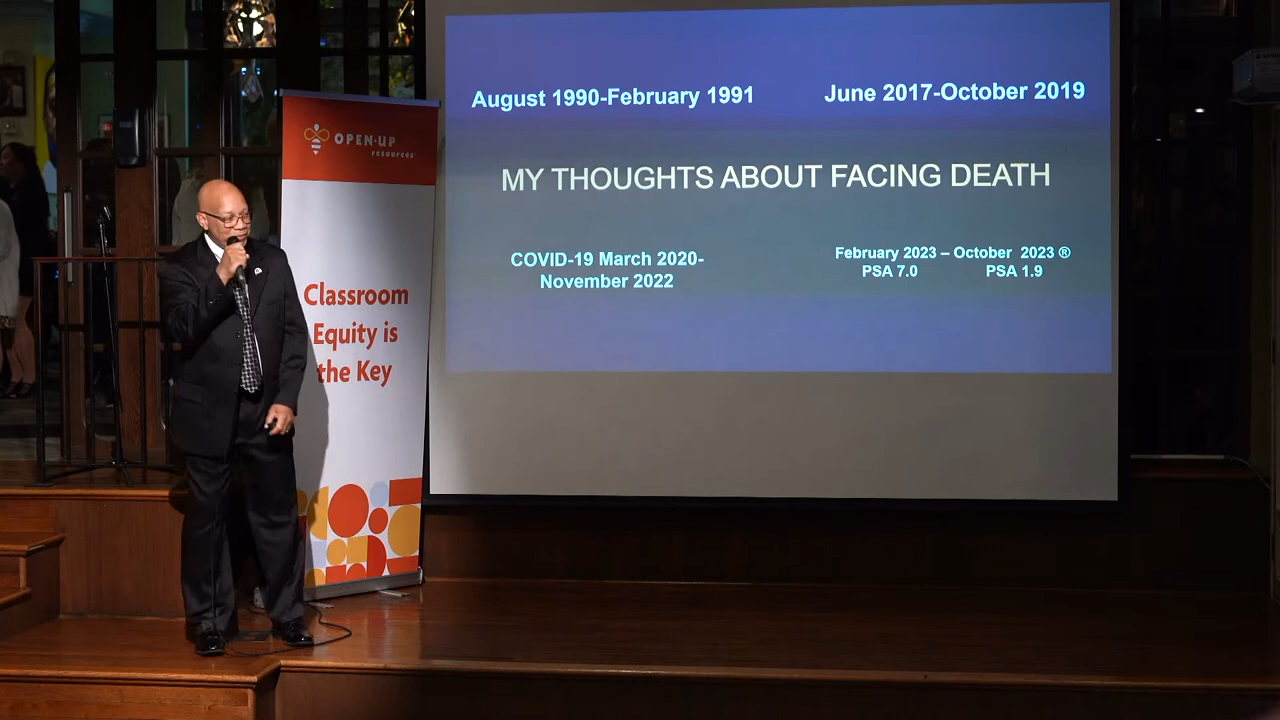 August 1990-February 1991
June 2017-October 2019
MY THOUGHTS ABOUT FACING DEATH
COVID-19 March 2020-
November 2022
February 2023 – October 2023 ®
PSA 7.0
PSA 1.9
OPEN-UP
resources
Classroom
Equity is
the Key